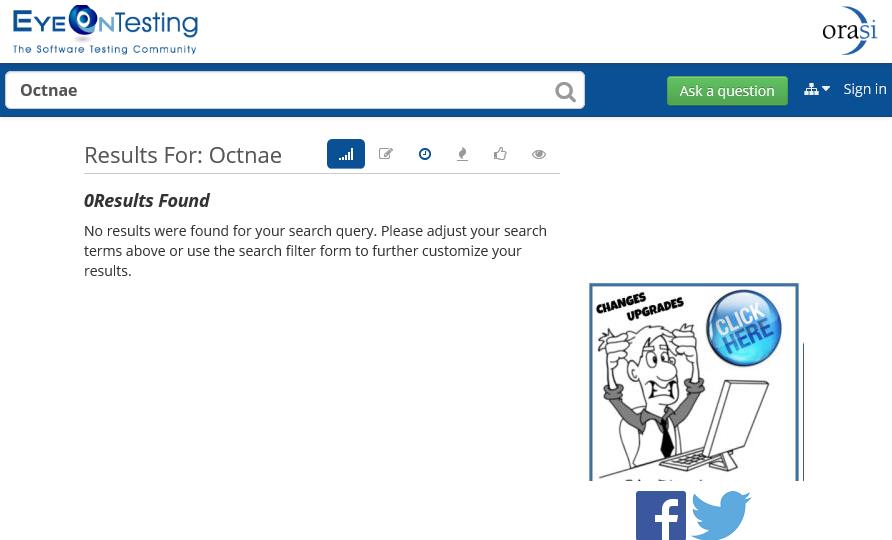 EyeOnTesting
The Software Testing Community
orasi
Octnae
Ask a question
Sign in
Results For: Octnae
0Results Found
No results were found for your search query. Please adjust your search
terms above or use the search filter form to further customize your
results.
CHANGES
UPGRADES
CLICK
HERE